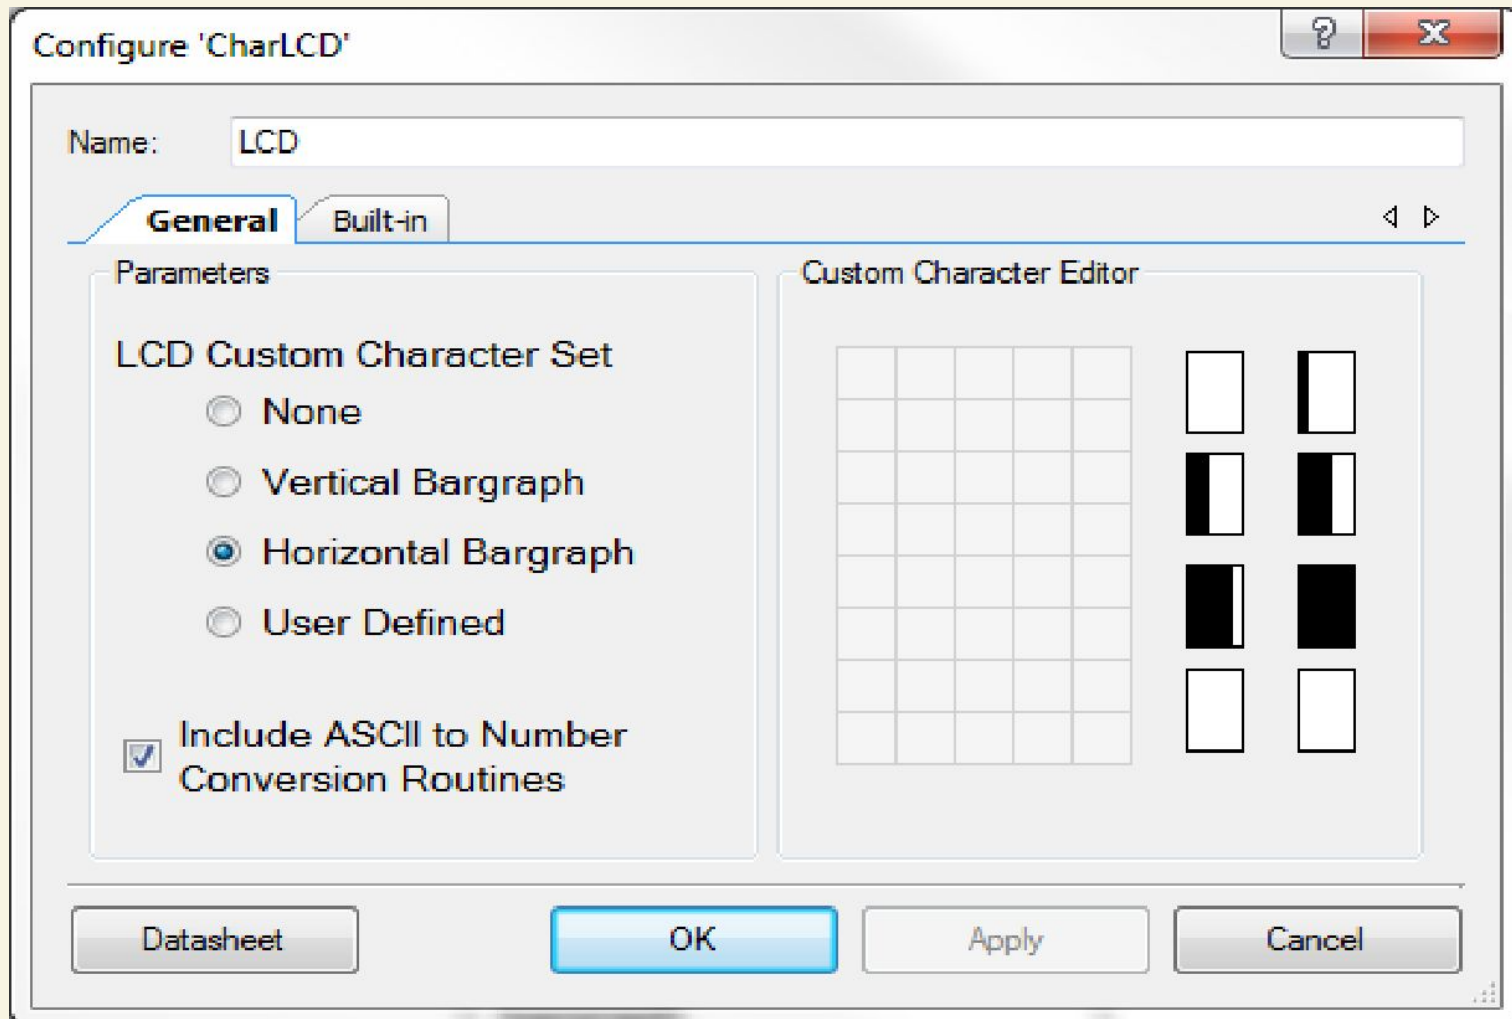 Configure 'CharLCD'
Name: LCD
General Built-in
Parameters
LCD Custom Character Set
None
Vertical Bargraph
Horizontal Bargraph
User Defined
Include ASCII to Number
Conversion Routines
Custom Character Editor
Datasheet OK Apply Cancel